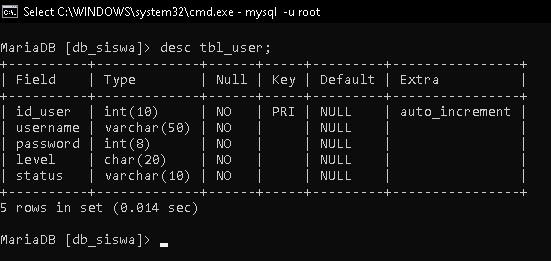 Select C:\WINDOWS\system32\cmd.exe - mysql -u root
MariaDB [db_siswa]> desc tbl_user;
+----------+-------------+------+-----+---------+----------------+
| Field    | Type        | Null | Key | Default | Extra          |
+----------+-------------+------+-----+---------+----------------+
| id_user  | int(10)     | NO   | PRI | NULL    | auto_increment |
| username | varchar(50) | NO   |     | NULL    |                |
| password | int(8)      | NO   |     | NULL    |                |
| level    | char(20)    | NO   |     | NULL    |                |
| status   | varchar(10) | NO   |     | NULL    |                |
+----------+-------------+------+-----+---------+----------------+
5 rows in set (0.014 sec)
MariaDB [db_siswa]> _